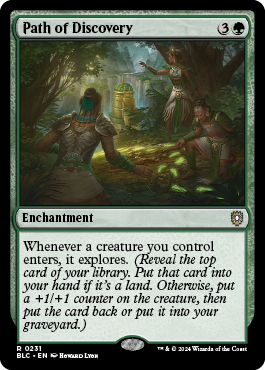 Path of Discovery 3
Enchantment
Whenever a creature you control
enters, it explores. (Reveal the top
card of your library. Put that card into
your hand if it's a land. Otherwise, put
a +1/+1 counter on the creature, then
put the card back or put it into your
graveyard.)
R 0231
BLC • EN Howard Lyon
™ & © 2024 Wizards of the Coast